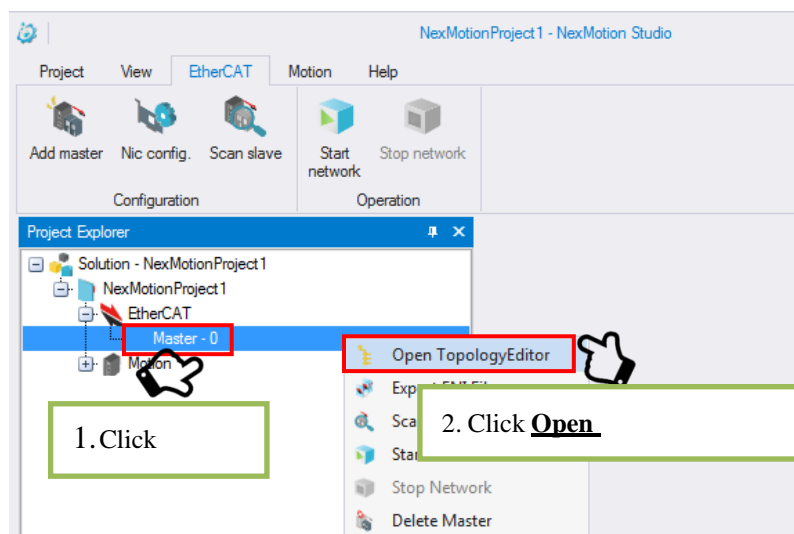 NexMotionProject1 - NexMotion Studio
Project View EtherCAT Motion Help
Add master Nic config. Scan slave Start network Stop network
Configuration Operation
Project Explorer
Solution - NexMotionProject1
NexMotionProject1
EtherCAT
Master - 0
Motion
Open TopologyEditor
1. Click
2. Click Open
Stop Network
Delete Master